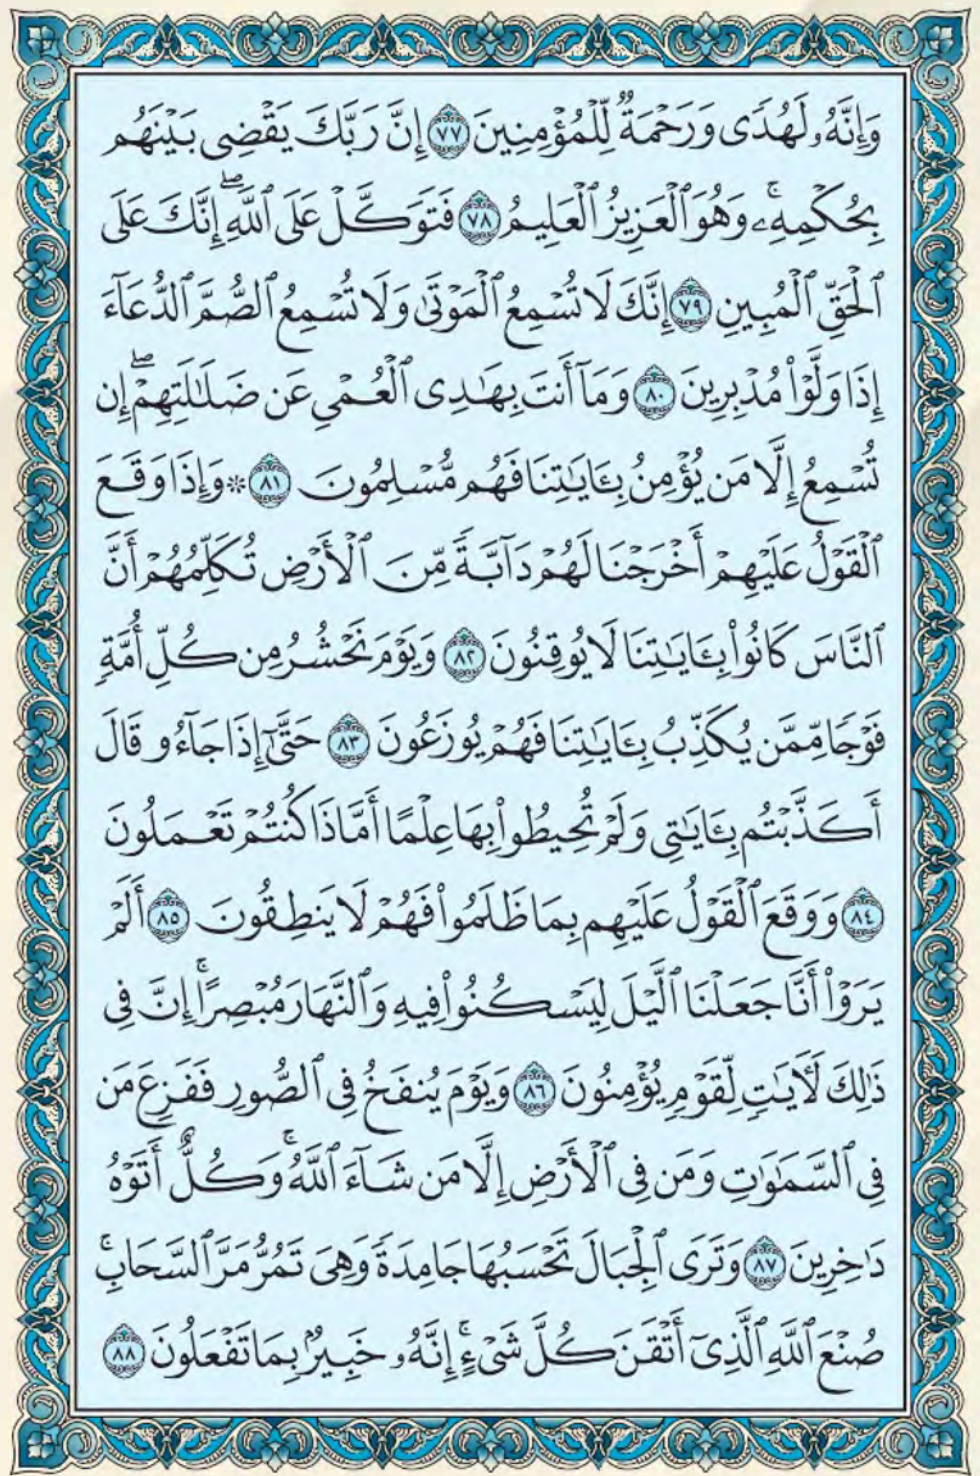 وَإِنَّهُۥ لَهُدٗى وَرَحۡمَةٞ لِّلۡمُؤۡمِنِينَ ٧٧ إِنَّ رَبَّكَ يَقۡضِي بَيۡنَهُم
بِحُكۡمِهِۦۚ وَهُوَ ٱلۡعَزِيزُ ٱلۡعَلِيمُ ٧٨ فَتَوَكَّلۡ عَلَى ٱللَّهِۖ إِنَّكَ عَلَى
ٱلۡحَقِّ ٱلۡمُبِينِ ٧٩ إِنَّكَ لَا تُسۡمِعُ ٱلۡمَوۡتَىٰ وَلَا تُسۡمِعُ ٱلصُّمَّ ٱلدُّعَآءَ
إِذَا وَلَّوۡاْ مُدۡبِرِينَ ٨٠ وَمَآ أَنتَ بِهَٰدِي ٱلۡعُمۡيِ عَن ضَلَٰلَتِهِمۡۖ إِن
تُسۡمِعُ إِلَّا مَن يُؤۡمِنُ بِـَٔايَٰتِنَا فَهُم مُّسۡلِمُونَ ٨١ ۞ وَإِذَا وَقَعَ
ٱلۡقَوۡلُ عَلَيۡهِمۡ أَخۡرَجۡنَا لَهُمۡ دَآبَّةٗ مِّنَ ٱلۡأَرۡضِ تُكَلِّمُهُمۡ أَنَّ
ٱلنَّاسَ كَانُواْ بِـَٔايَٰتِنَا لَا يُوقِنُونَ ٨٢ وَيَوۡمَ نَحۡشُرُ مِن كُلِّ أُمَّةٖ
فَوۡجٗا مِّمَّن يُكَذِّبُ بِـَٔايَٰتِنَا فَهُمۡ يُوزَعُونَ ٨٣ حَتَّىٰٓ إِذَا جَآءُو قَالَ
أَكَذَّبۡتُم بِـَٔايَٰتِي وَلَمۡ تُحِيطُواْ بِهَا عِلۡمًا أَمَّاذَا كُنتُمۡ تَعۡمَلُونَ
٨٤ وَوَقَعَ ٱلۡقَوۡلُ عَلَيۡهِم بِمَا ظَلَمُواْ فَهُمۡ لَا يَنطِقُونَ ٨٥ أَلَمۡ
يَرَوۡاْ أَنَّا جَعَلۡنَا ٱلَّيۡلَ لِيَسۡكُنُواْ فِيهِ وَٱلنَّهَارَ مُبۡصِرًاۚ إِنَّ فِي
ذَٰلِكَ لَأٓيَٰتٖ لِّقَوۡمٖ يُؤۡمِنُونَ ٨٦ وَيَوۡمَ يُنفَخُ فِي ٱلصُّورِ فَفَزِعَ مَن
فِي ٱلسَّمَٰوَٰتِ وَمَن فِي ٱلۡأَرۡضِ إِلَّا مَن شَآءَ ٱللَّهُۚ وَكُلٌّ أَتَوۡهُ
دَٰخِرِينَ ٨٧ وَتَرَى ٱلۡجِبَالَ تَحۡسَبُهَا جَامِدَةٗ وَهِيَ تَمُرُّ مَرَّ ٱلسَّحَابِۚ
صُنۡعَ ٱللَّهِ ٱلَّذِيٓ أَتۡقَنَ كُلَّ شَيۡءٍۚ إِنَّهُۥ خَبِيرُۢ بِمَا تَفۡعَلُونَ ٨٨